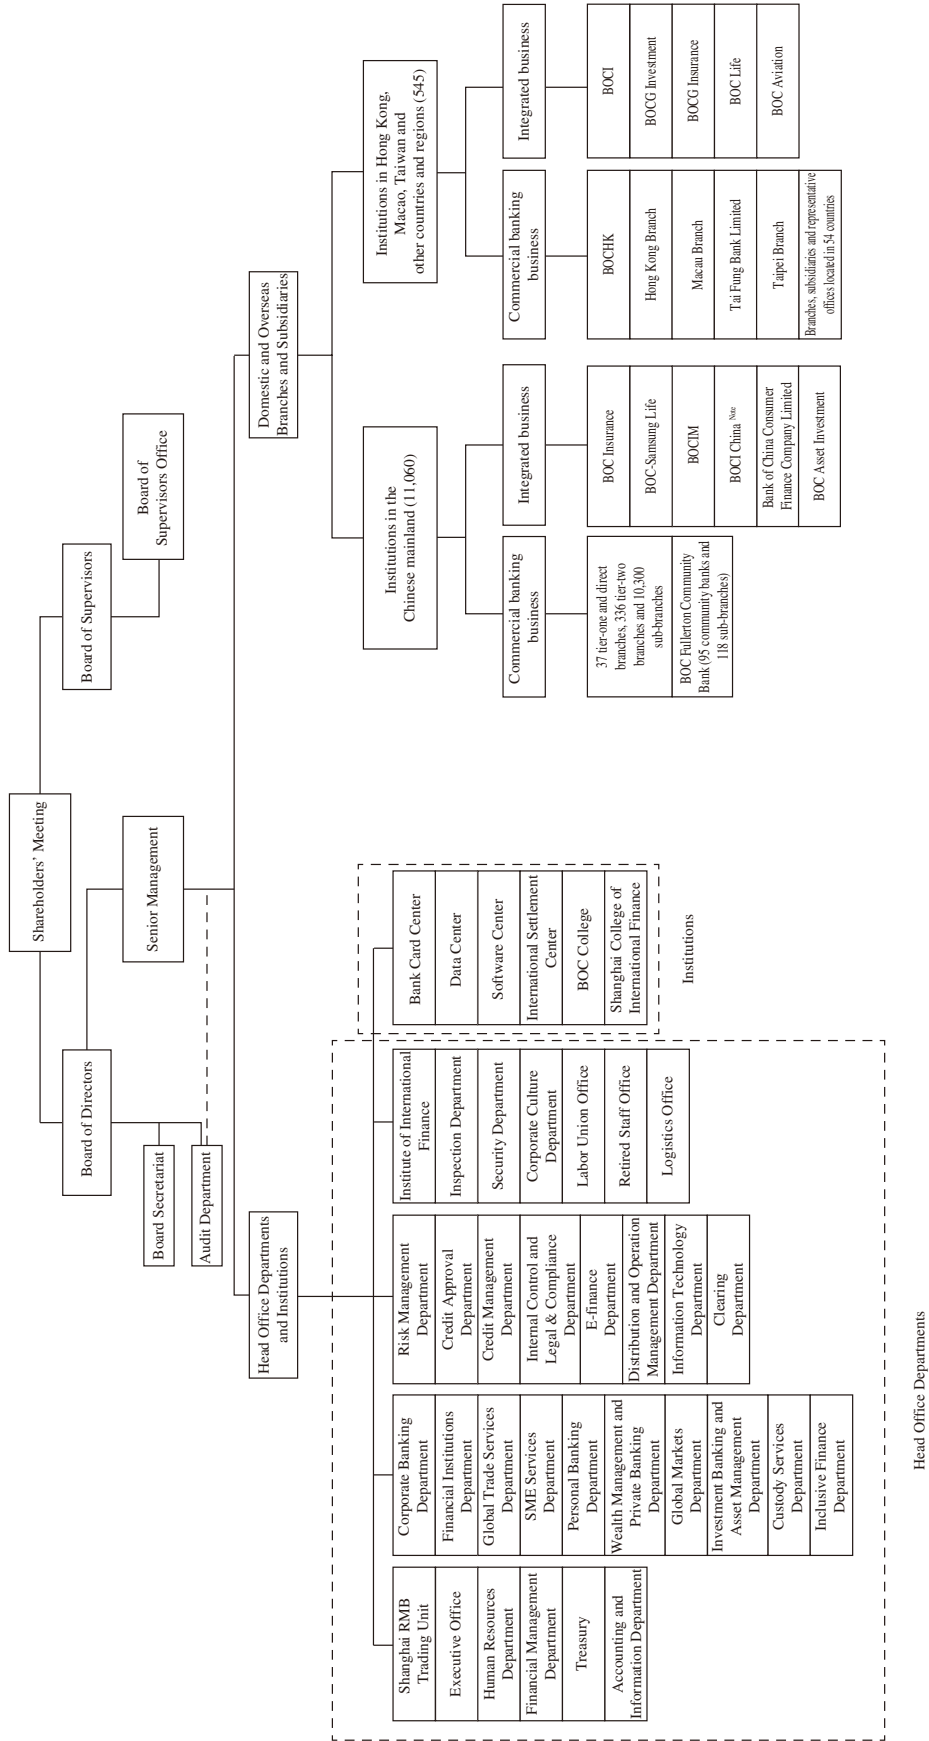 Shareholders' Meeting
Board of Directors
Board of Supervisors
Board Secretariat
Audit Department
Senior Management
Board of
Supervisors Office
Head Office Departments
and Institutions
Domestic and Overseas
Branches and Subsidiaries
Shanghai RMB
Trading Unit
Executive Office
Human Resources
Department
Financial Management
Department
Treasury
Accounting and
Information Department
Corporate Banking
Department
Financial Institutions
Department
Global Trade Services
Department
SME Services
Department
Personal Banking
Department
Wealth Management and
Private Banking
Department
Global Markets
Department
Investment Banking and
Asset Management
Department
Custody Services
Department
Inclusive Finance
Department
Risk Management
Department
Credit Approval
Department
Credit Management
Department
Internal Control and
Legal & Compliance
Department
E-finance
Department
Distribution and Operation
Management Department
Information Technology
Department
Clearing
Department
Institute of International
Finance
Inspection Department
Security Department
Corporate Culture
Department
Labor Union Office
Retired Staff Office
Logistics Office
Head Office Departments
Bank Card Center
Data Center
Software Center
International Settlement
Center
BOC College
Shanghai College of
International Finance
Institutions
Institutions in the
Chinese mainland (11,060)
Commercial banking
business
37 tier-one and direct
branches, 336 tier-two
branches and 10,300
sub-branches
BOC Fullerton Community
Bank (95 community banks and
118 sub-branches)
Integrated business
BOC Insurance
BOC-Samsung Life
BOCIM
BOCI China Note
Bank of China Consumer
Finance Company Limited
BOC Asset Investment
Institutions in Hong Kong,
Macao, Taiwan and
other countries and regions (545)
Commercial banking
business
BOCHK
Hong Kong Branch
Macau Branch
Tai Fung Bank Limited
Taipei Branch
Branches, subsidiaries and representative
offices located in 54 countries
Integrated business
BOCI
BOCG Investment
BOCG Insurance
BOC Life
BOC Aviation